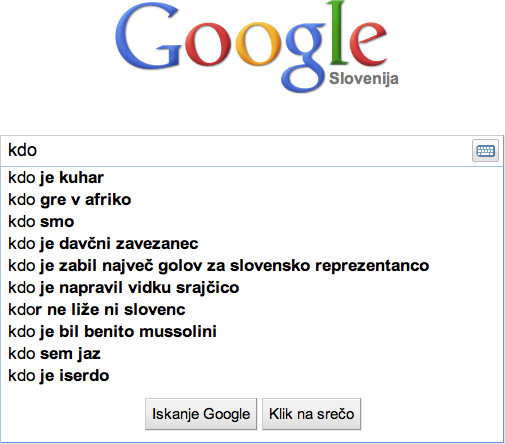 Google
Slovenija
kdo
kdo je kuhar
kdo gre v afriko
kdo smo
kdo je davčni zavezanec
kdo je zabil največ golov za slovensko reprezentanco
kdo je napravil vidku srajčico
kdor ne liže ni slovenc
kdo je bil benito mussolini
kdo sem jaz
kdo je iserdo
Iskanje Google Klik na srečo